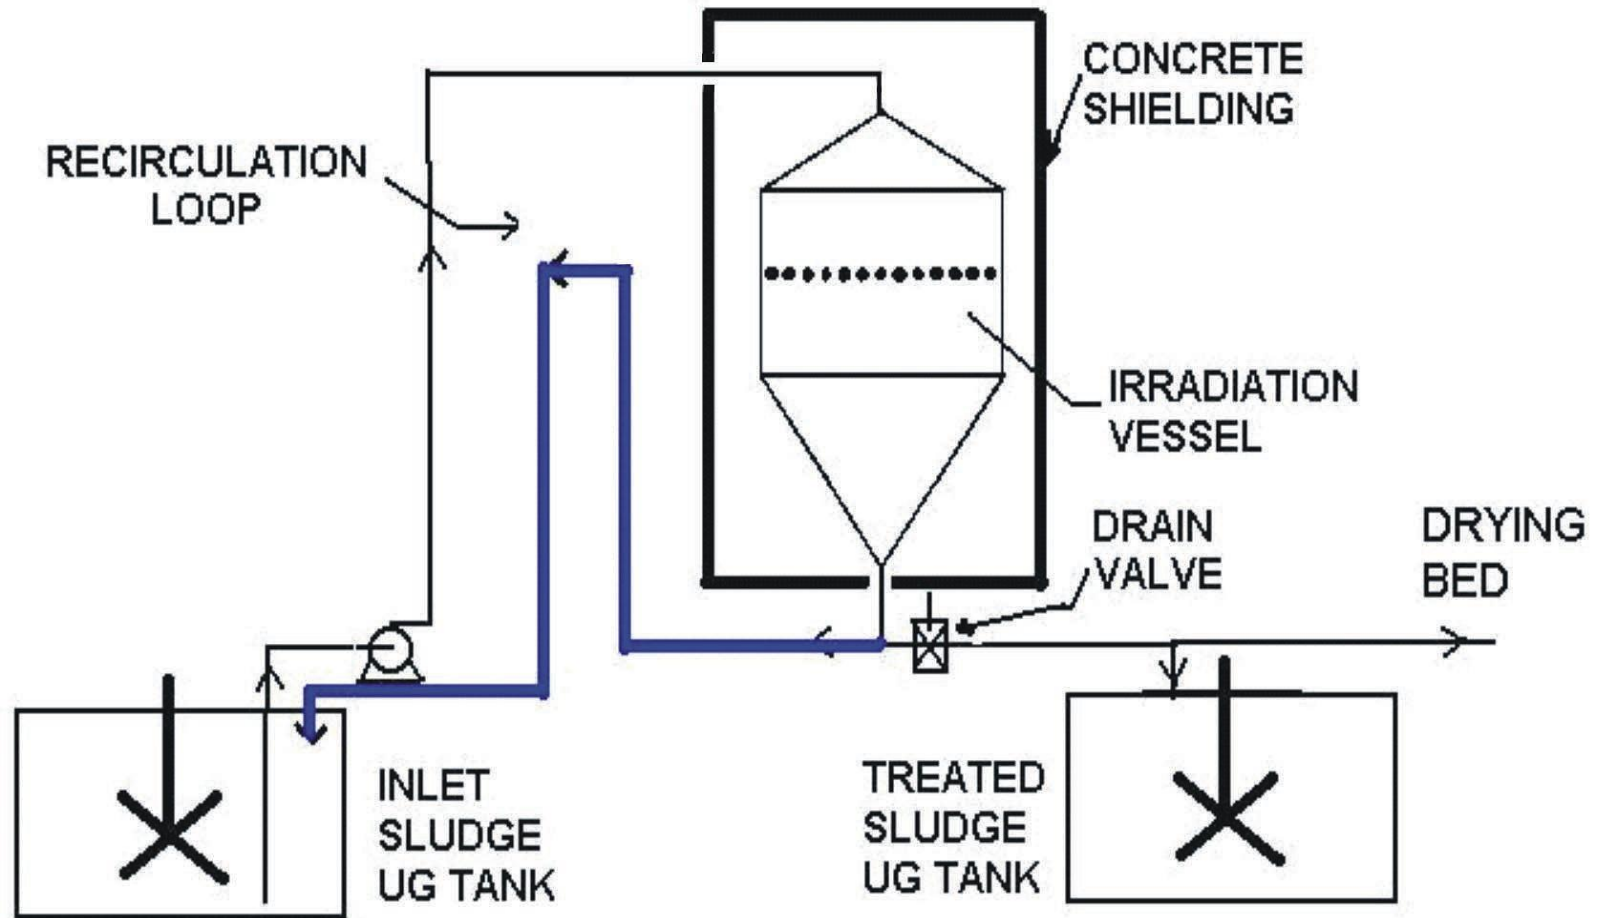 CONCRETE
SHIELDING
RECIRCULATION
LOOP
IRRADIATION
VESSEL
DRAIN
VALVE
DRYING
BED
INLET
SLUDGE
UG TANK
TREATED
SLUDGE
UG TANK